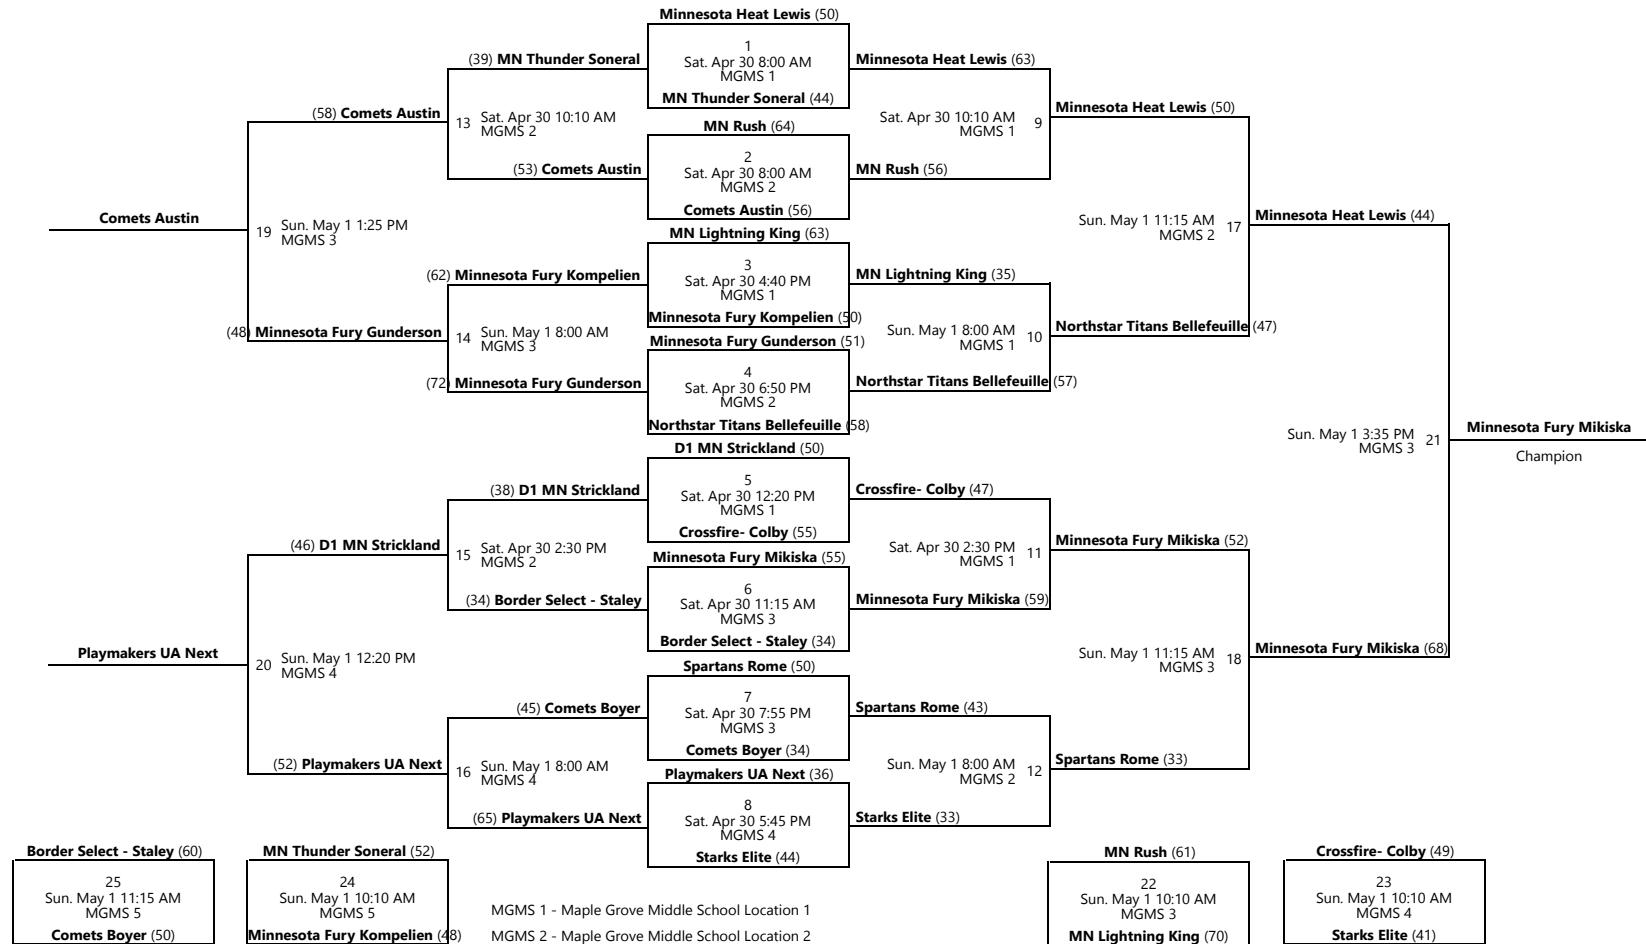 Minnesota Heat Lewis (50)
1
Sat. Apr 30 8:00 AM
MGMS 1
MN Thunder Soneral (44)
MN Rush (64)
2
Sat. Apr 30 8:00 AM
MGMS 2
Comets Austin (56)
MN Lightning King (63)
3
Sat. Apr 30 4:40 PM
MGMS 1
Minnesota Fury Kompelien (50)
Minnesota Fury Gunderson (51)
4
Sat. Apr 30 6:50 PM
MGMS 2
Northstar Titans Bellefeuille (58)
D1 MN Strickland (50)
5
Sat. Apr 30 12:20 PM
MGMS 1
Crossfire- Colby (55)
Minnesota Fury Mikiska (55)
6
Sat. Apr 30 11:15 AM
MGMS 3
Border Select - Staley (34)
Spartans Rome (50)
7
Sat. Apr 30 7:55 PM
MGMS 3
Comets Boyer (34)
Playmakers UA Next (36)
8
Sat. Apr 30 5:45 PM
MGMS 4
Starks Elite (44)
(39) MN Thunder Soneral
13 Sat. Apr 30 10:10 AM
MGMS 2
(53) Comets Austin
(62) Minnesota Fury Kompelien
14 Sun. May 1 8:00 AM
MGMS 3
(72) Minnesota Fury Gunderson
(38) D1 MN Strickland
15 Sat. Apr 30 2:30 PM
MGMS 2
(34) Border Select - Staley
(45) Comets Boyer
16 Sun. May 1 8:00 AM
MGMS 4
(65) Playmakers UA Next
(58) Comets Austin
19 Sun. May 1 1:25 PM
MGMS 3
(48) Minnesota Fury Gunderson
(46) D1 MN Strickland
20 Sun. May 1 12:20 PM
MGMS 4
(52) Playmakers UA Next
Comets Austin
Playmakers UA Next
Minnesota Heat Lewis (63)
Sat. Apr 30 10:10 AM 9
MGMS 1
MN Rush (56)
MN Lightning King (35)
Sun. May 1 8:00 AM 10
MGMS 1
Northstar Titans Bellefeuille (57)
Crossfire- Colby (47)
Sat. Apr 30 2:30 PM 11
MGMS 1
Minnesota Fury Mikiska (59)
Spartans Rome (43)
Sun. May 1 8:00 AM 12
MGMS 2
Starks Elite (33)
Minnesota Heat Lewis (50)
Sun. May 1 11:15 AM 17
MGMS 2
Northstar Titans Bellefeuille (47)
Minnesota Fury Mikiska (52)
Sun. May 1 11:15 AM 18
MGMS 3
Spartans Rome (33)
Minnesota Heat Lewis (44)
Sun. May 1 3:35 PM 21
MGMS 3
Minnesota Fury Mikiska (68)
Minnesota Fury Mikiska
Champion
Border Select - Staley (60)
25
Sun. May 1 11:15 AM
MGMS 5
Comets Boyer (50)
MN Thunder Soneral (52)
24
Sun. May 1 10:10 AM
MGMS 5
Minnesota Fury Kompelien (48)
MGMS 1 - Maple Grove Middle School Location 1
MGMS 2 - Maple Grove Middle School Location 2
MN Rush (61)
22
Sun. May 1 10:10 AM
MGMS 3
MN Lightning King (70)
Crossfire- Colby (49)
23
Sun. May 1 10:10 AM
MGMS 4
Starks Elite (41)